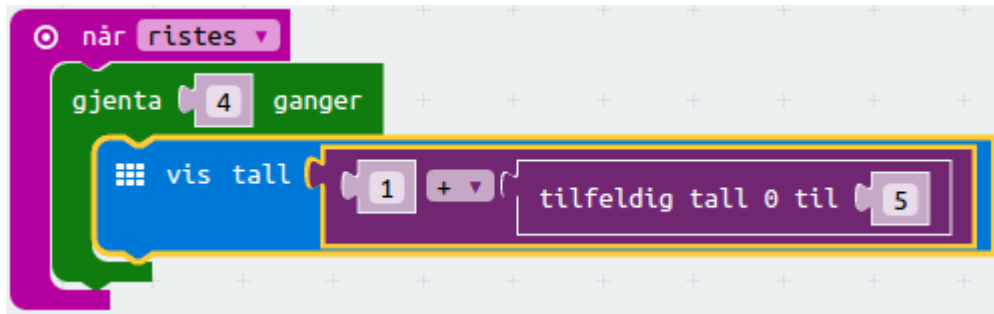 når ristes
gjenta 4 ganger
vis tall 1 + tilfeldig tall 0 til 5